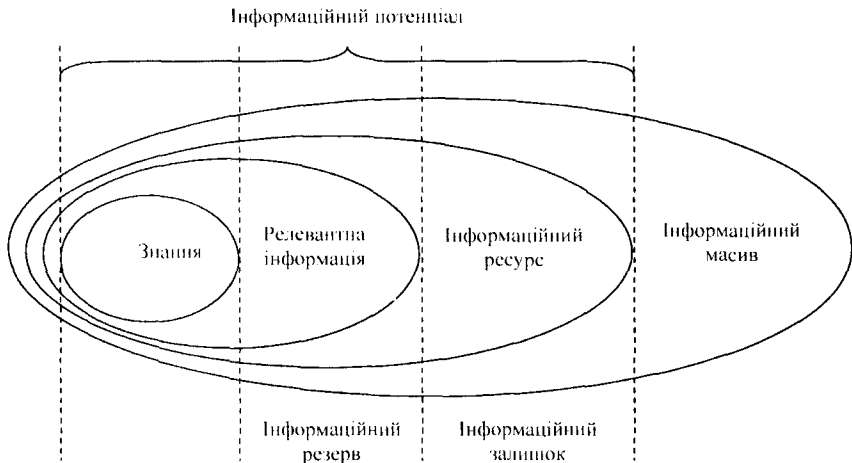 Інформаційний потенціал
Знання
Релевантна
інформація
Інформаційний
ресурс
Інформаційний
масив
Інформаційний
резерв
Інформаційний
залишок